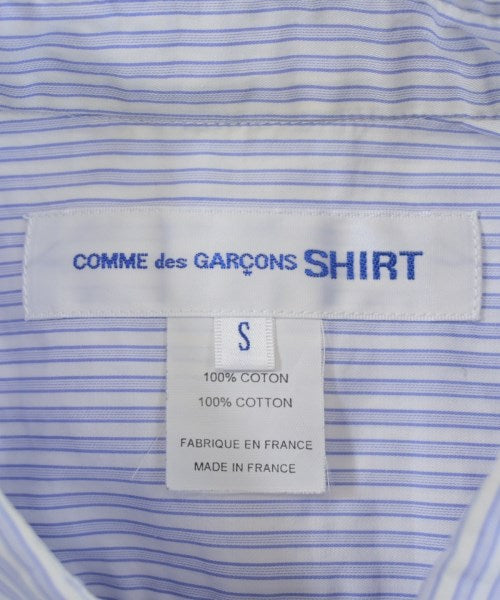 COMME des GARÇONS SHIRT
S
100% COTON
100% COTTON
FABRIQUE EN FRANCE
MADE IN FRANCE